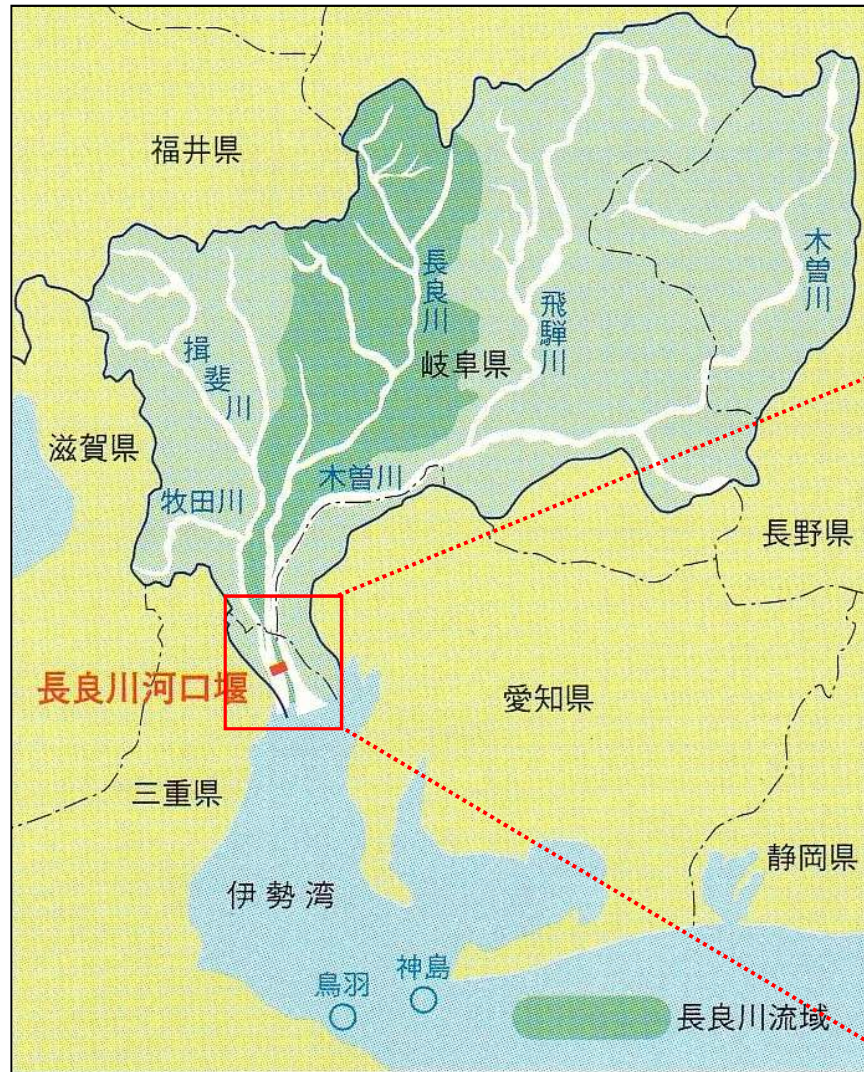 福井県
木曽川
長良川
飛騨川
揖斐川
岐阜県
滋賀県
木曽川
牧田川
長野県
長良川河口堰
愛知県
三重県
静岡県
伊勢湾
神島
鳥羽
長良川流域